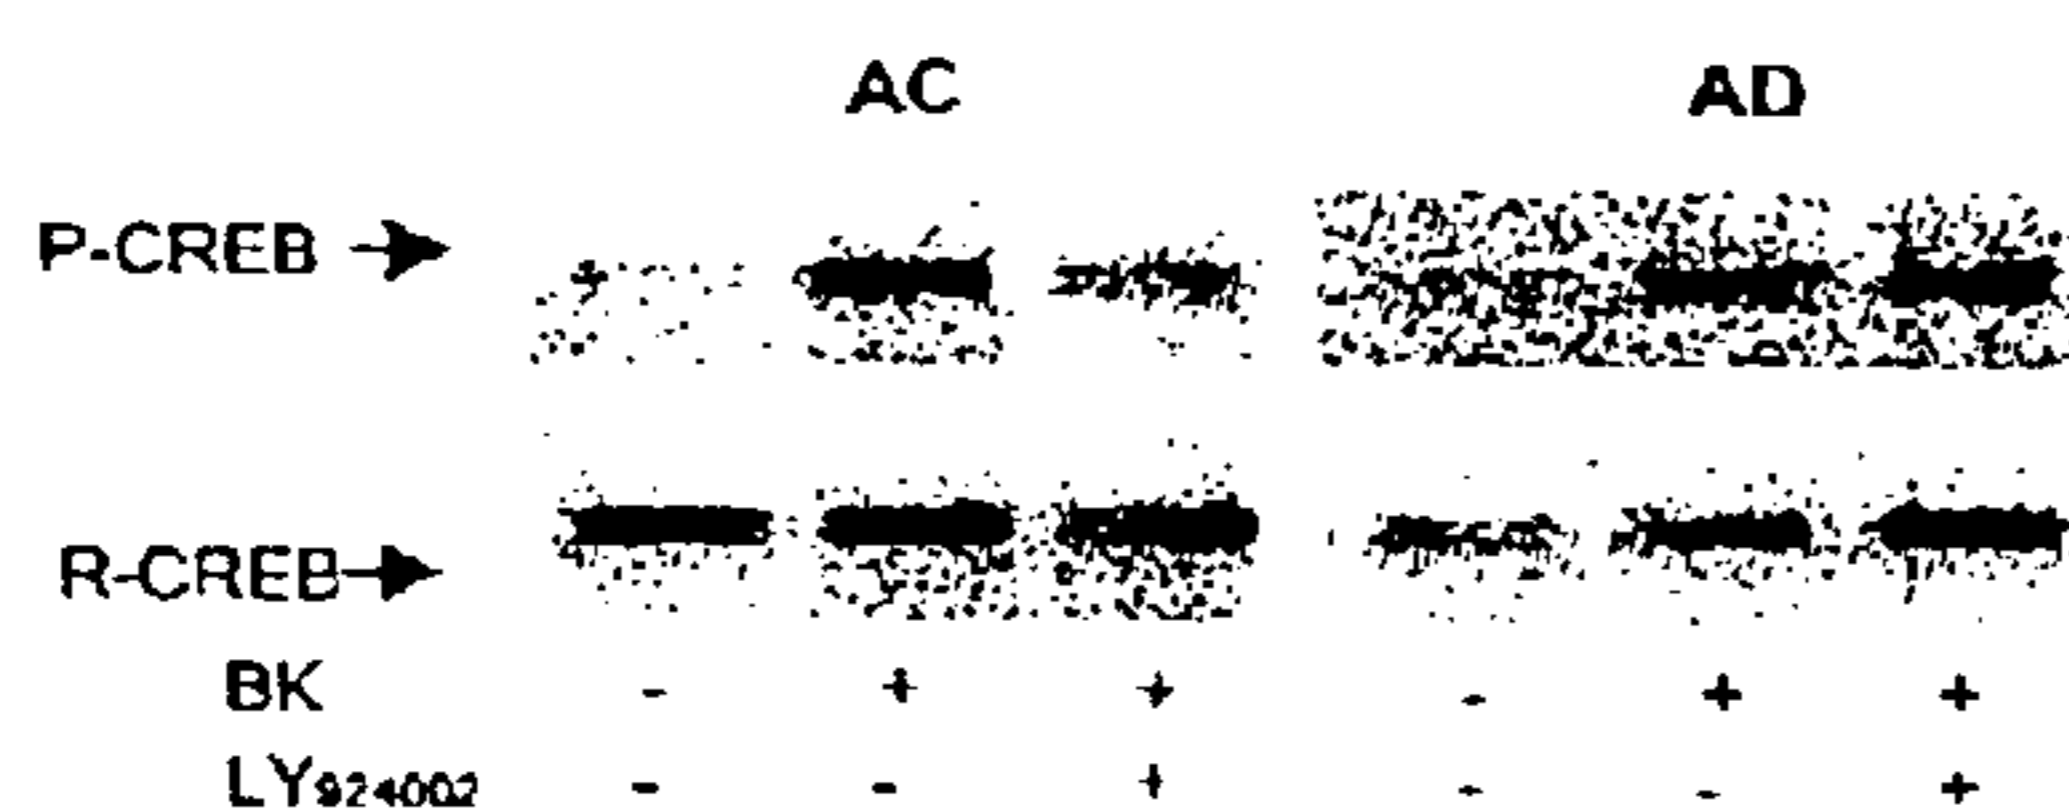 AC AD
P-CREB
R-CREB
BK - + + - + +
LY924002 - - + - - +